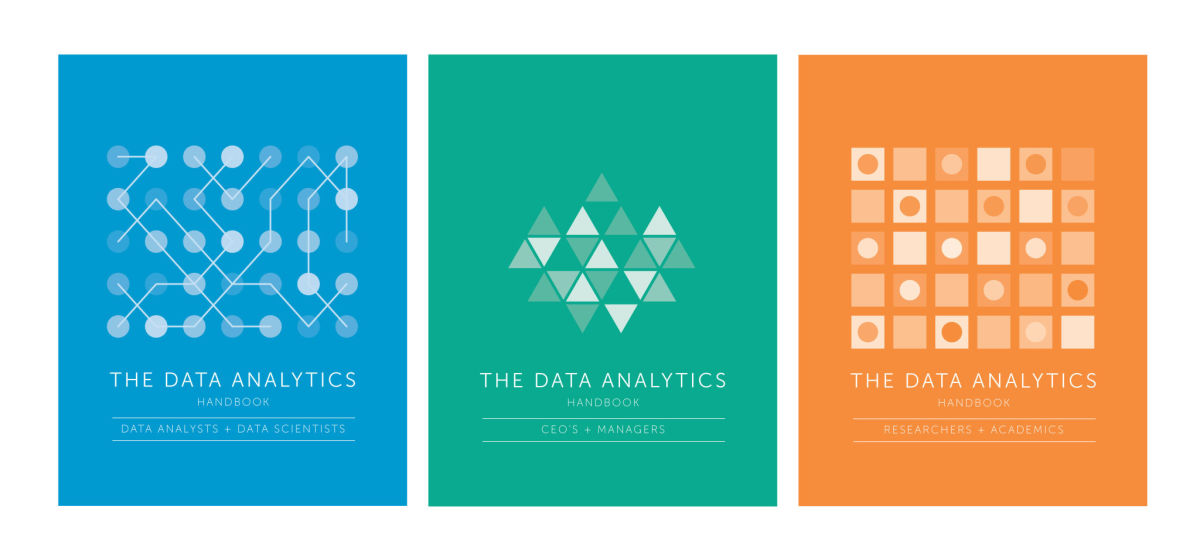 THE DATA ANALYTICS
HANDBOOK
DATA ANALYSTS + DATA SCIENTISTS
THE DATA ANALYTICS
HANDBOOK
CEO'S + MANAGERS
THE DATA ANALYTICS
HANDBOOK
RESEARCHERS + ACADEMICS